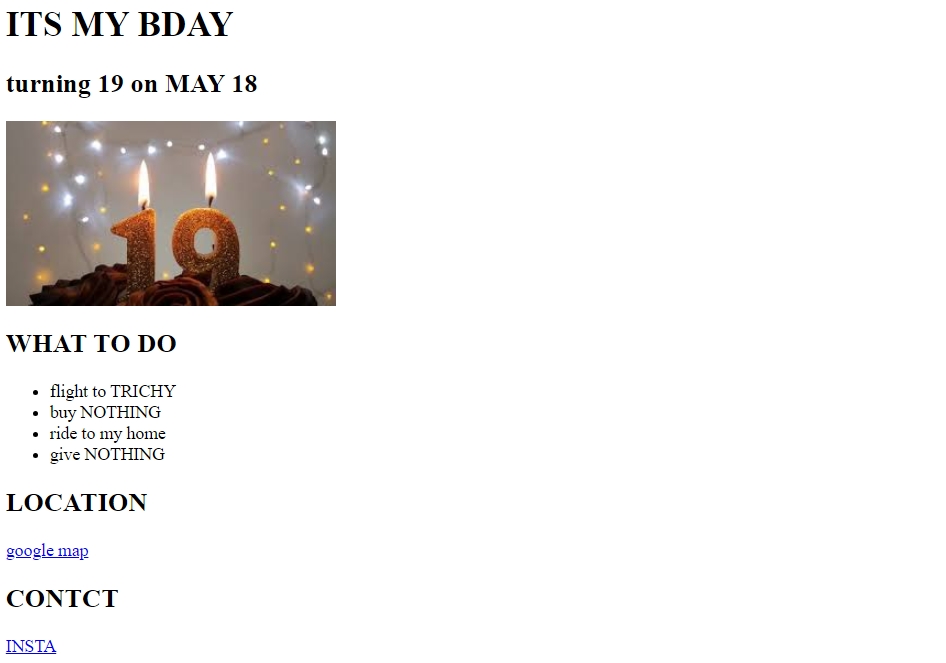 ITS MY BDAY
turning 19 on MAY 18
19
WHAT TO DO
flight to TRICHY
buy NOTHING
ride to my home
give NOTHING
LOCATION
google map
CONTCT
INSTA